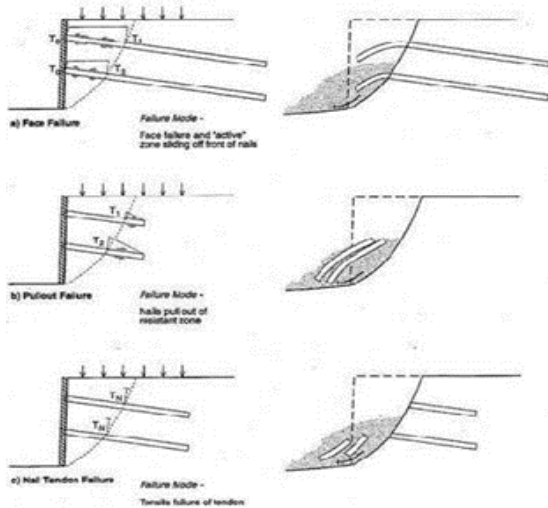 T₀ T₁
T₀ T₂
a) Face Failure
Failure Mode -
Face failure and "active"
zone sliding off front of nails
T₁
T₂
b) Pullout Failure
Failure Mode -
Nails pull out of
resistant zone
T_N
T_N
c) Nail Tendon Failure
Failure Mode -
Tensile failure of tendon